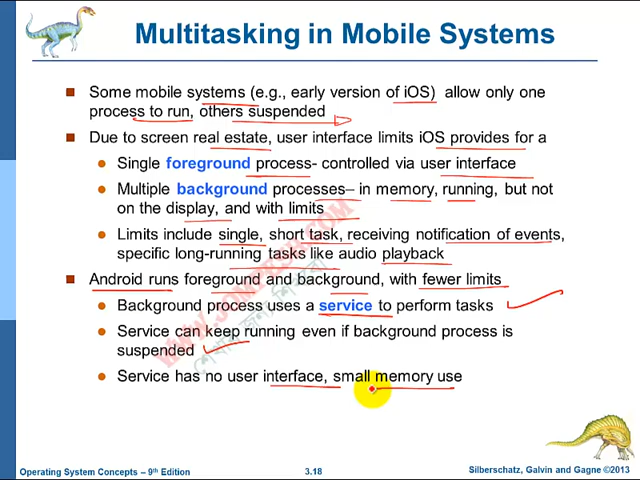 Multitasking in Mobile Systems
Some mobile systems (e.g., early version of iOS) allow only one
process to run, others suspended
Due to screen real estate, user interface limits iOS provides for a
Single foreground process- controlled via user interface
Multiple background processes– in memory, running, but not
on the display, and with limits
Limits include single, short task, receiving notification of events,
specific long-running tasks like audio playback
Android runs foreground and background, with fewer limits
Background process uses a service to perform tasks
Service can keep running even if background process is
suspended
Service has no user interface, small memory use
WWW.JOMPESH.COM
Operating System Concepts – 9th Edition
3.18
Silberschatz, Galvin and Gagne ©2013